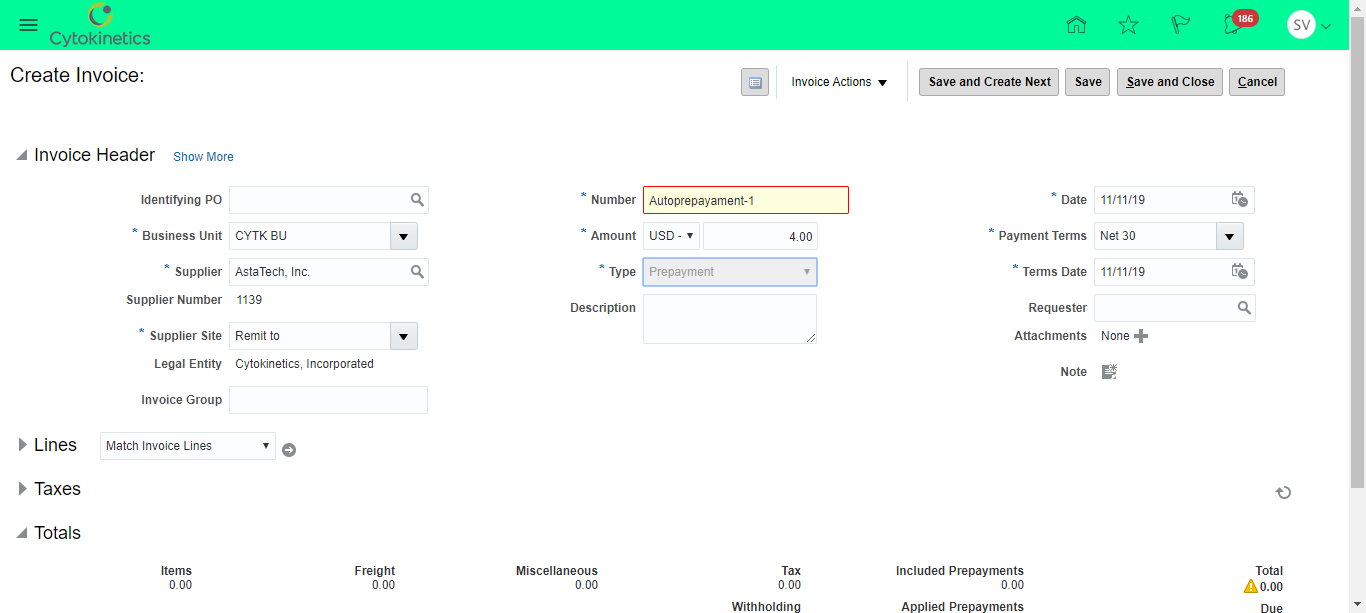 Cytokinetics
186
SV
Create Invoice:
Invoice Actions
Save and Create Next
Save
Save and Close
Cancel
Invoice Header Show More
Identifying PO
* Number Autoprepayament-1
* Date 11/11/19
* Business Unit CYTK BU
* Amount USD - 4.00
* Payment Terms Net 30
* Supplier AstaTech, Inc.
* Type Prepayment
* Terms Date 11/11/19
Supplier Number 1139
Description
Requester
* Supplier Site Remit to
Attachments None
Legal Entity Cytokinetics, Incorporated
Note
Invoice Group
Lines Match Invoice Lines
Taxes
Totals
Items Freight Miscellaneous Tax Included Prepayments Total
0.00 0.00 0.00 0.00 0.00 0.00
Withholding Applied Prepayments Due